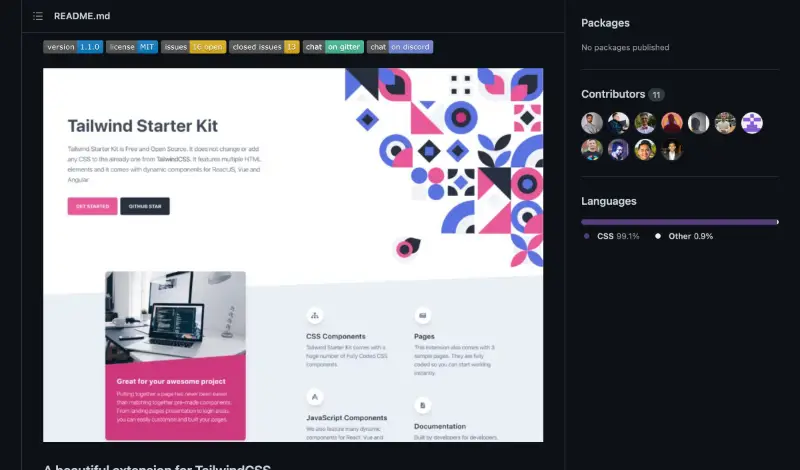 README.md
version 1.1.0 license MIT issues 10 open closed issues 13 chat on gitter chat on discord
Tailwind Starter Kit
Tailwind Starter Kit is Free and Open Source. It does not change or add
any CSS to the already one from TailwindCSS. It features multiple HTML
elements and it comes with dynamic components for ReactJS, Vue and
Angular
GET STARTED GITHUB STAR
Great for your awesome project
Putting together a page has never been easier
than matching together pre-made components.
From landing pages presentation to login areas,
you can easily customize and built your pages.
CSS Components
Tailwind Starter Kit comes with a
huge number of Fully Coded CSS
components.
Pages
This extension also comes with 3
sample pages. They are fully
coded so you can start working
instantly.
JavaScript Components
We also feature many dynamic
components for React, Vue and
Documentation
Built by developers for developers.
A beautiful extension for TailwindCSS
Packages
No packages published
Contributors 11
Languages
CSS 99.1% Other 0.9%